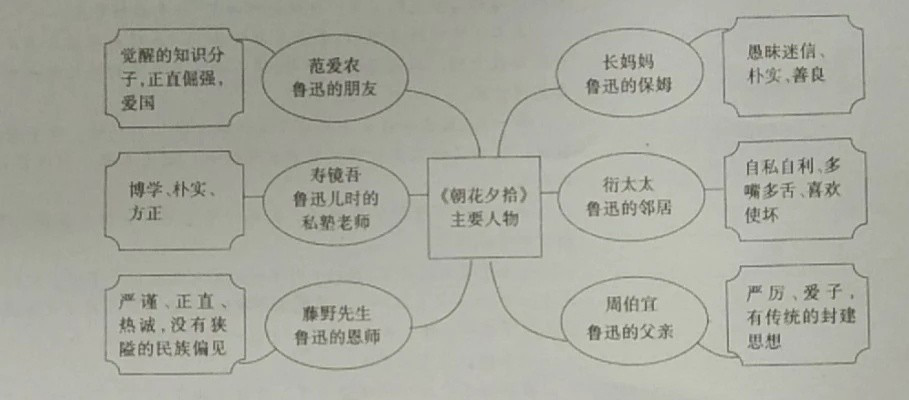 觉醒的知识分
子,正直倔强,
爱国
范爱农
鲁迅的朋友
长妈妈
鲁迅的保姆
愚昧迷信、
朴实、善良
博学、朴实、
方正
寿镜吾
鲁迅儿时的
私塾老师
《朝花夕拾》
主要人物
衍太太
鲁迅的邻居
自私自利、多
嘴多舌、喜欢
使坏
严谨、正直、
热诚,没有狭
隘的民族偏见
藤野先生
鲁迅的恩师
周伯宜
鲁迅的父亲
严厉、爱子,
有传统的封建
思想